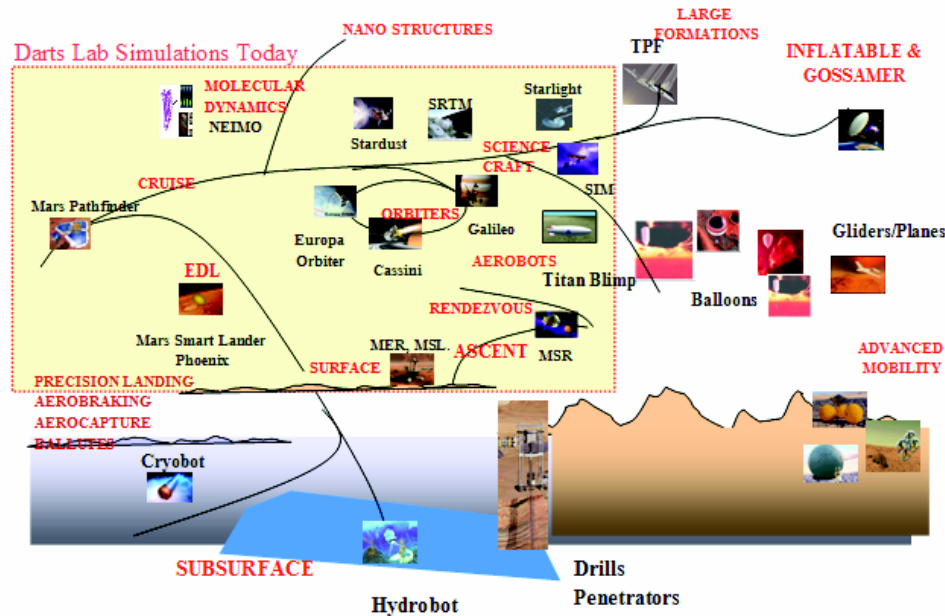 NANO STRUCTURES
LARGE
FORMATIONS
TPF
INFLATABLE &
GOSSAMER
Darts Lab Simulations Today
MOLECULAR
DYNAMICS
NEIMO
Stardust
SRTM
Starlight
SCIENCE
CRAFT
SIM
CRUISE
Mars Pathfinder
ORBITERS
Europa
Orbiter
Cassini
Galileo
AEROBOTS
Titan Blimp
Balloons
Gliders/Planes
EDL
Mars Smart Lander
Phoenix
RENDEZVOUS
MER, MSL.
ASCENT
MSR
SURFACE
ADVANCED
MOBILITY
PRECISION LANDING
AEROBRAKING
AEROCAPTURE
BALLUTES
Cryobot
SUBSURFACE
Hydrobot
Drills
Penetrators